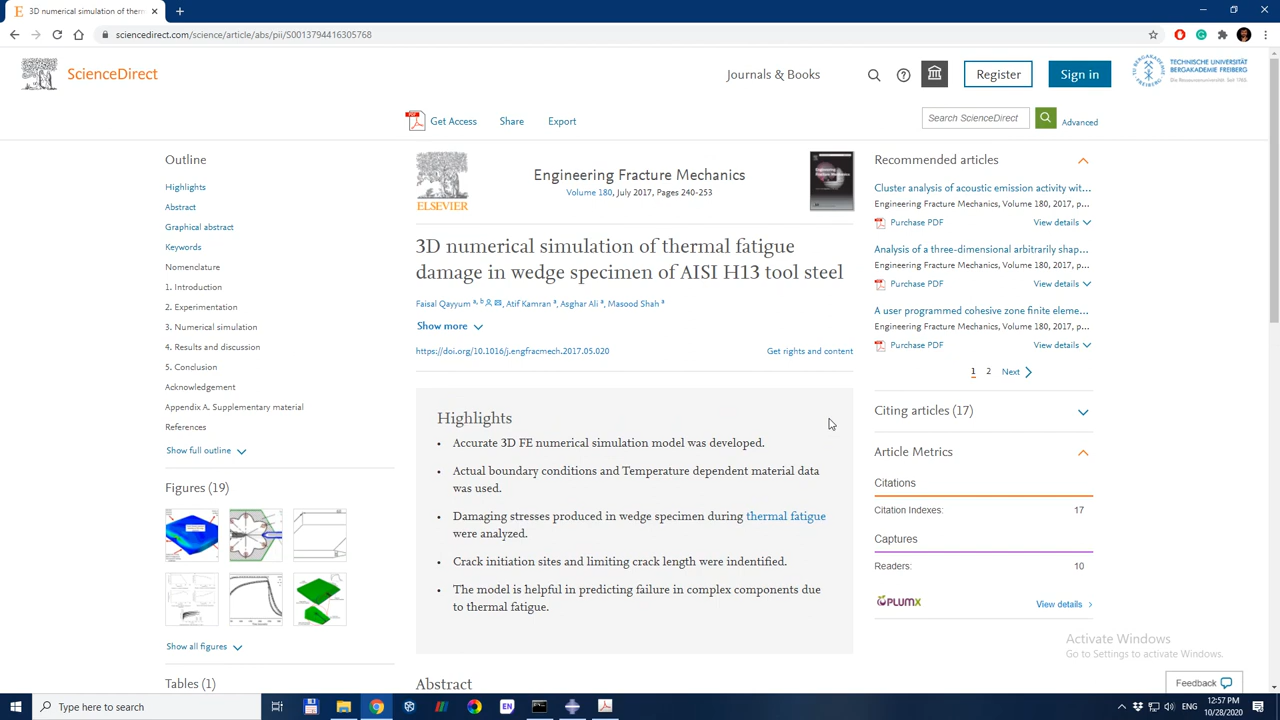 3D numerical simulation of therm
sciencedirect.com/science/article/abs/pii/S0013794416305768
ScienceDirect
Journals & Books
Register
Sign in
TECHNISCHE UNIVERSITÄT
BERGAKADEMIE FREIBERG
Die Ressourcenuniversität. Seit 1765.
Get Access
Share
Export
Search ScienceDirect
Advanced
Outline
Highlights
Abstract
Graphical abstract
Keywords
Nomenclature
1. Introduction
2. Experimentation
3. Numerical simulation
4. Results and discussion
5. Conclusion
Acknowledgement
Appendix A. Supplementary material
References
Show full outline
Figures (19)
Show all figures
Tables (1)
ELSEVIER
Engineering Fracture Mechanics
Volume 180, July 2017, Pages 240-253
3D numerical simulation of thermal fatigue
damage in wedge specimen of AISI H13 tool steel
Faisal Qayyum a, b, Atif Kamran a, Asghar Ali a, Masood Shah a
Show more
https://doi.org/10.1016/j.engfracmech.2017.05.020
Get rights and content
Highlights
• Accurate 3D FE numerical simulation model was developed.
• Actual boundary conditions and Temperature dependent material data
was used.
• Damaging stresses produced in wedge specimen during thermal fatigue
were analyzed.
• Crack initiation sites and limiting crack length were indentified.
• The model is helpful in predicting failure in complex components due
to thermal fatigue.
Abstract
Recommended articles
Cluster analysis of acoustic emission activity wit...
Engineering Fracture Mechanics, Volume 180, 2017, p...
Purchase PDF
View details
Analysis of a three-dimensional arbitrarily shap...
Engineering Fracture Mechanics, Volume 180, 2017, p...
Purchase PDF
View details
A user programmed cohesive zone finite eleme...
Engineering Fracture Mechanics, Volume 180, 2017, p...
Purchase PDF
View details
1 2 Next
Citing articles (17)
Article Metrics
Citations
Citation Indexes: 17
Captures
Readers: 10
PLUMX
View details
Activate Windows
Go to Settings to activate Windows.
Feedback
Type here to search
EN
ENG
12:57 PM
10/28/2020